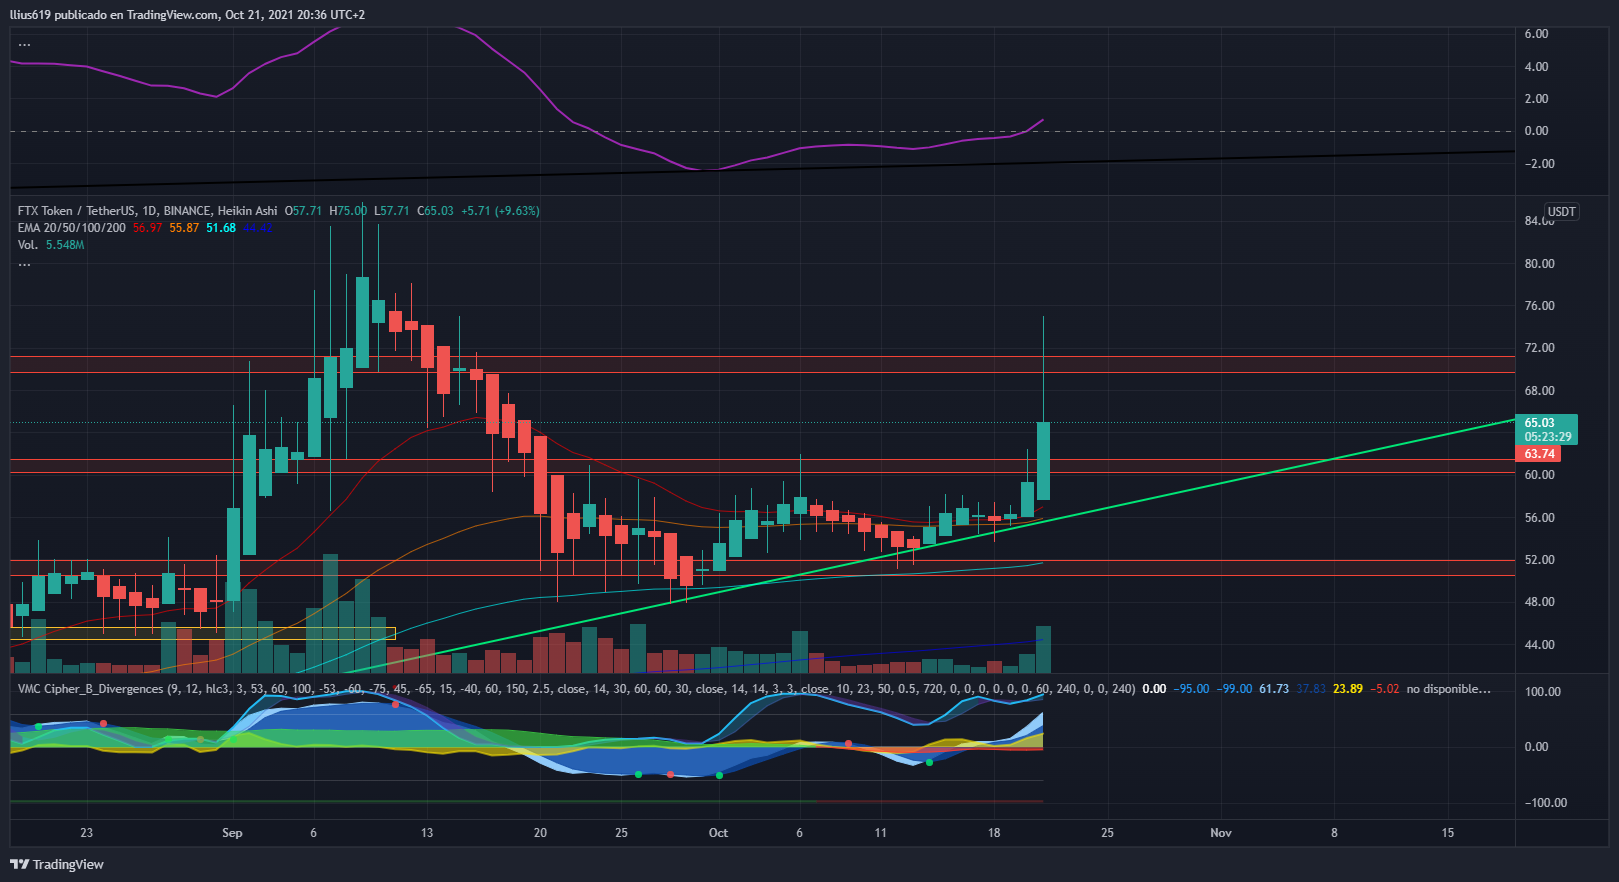 llius619 publicado en TradingView.com, Oct 21, 2021 20:36 UTC+2
...
6.00
4.00
2.00
0.00
−2.00
FTX Token / TetherUS, 1D, BINANCE, Heikin Ashi O57.71 H75.00 L57.71 C65.03 +5.71 (+9.63%)
USDT
EMA 20/50/100/200 56.97 55.87 51.68
Vol. 5.548M
...
84.00
80.00
76.00
72.00
68.00
65.03
05:23:29
63.74
60.00
56.00
52.00
48.00
44.00
VMC Cipher_B_Divergences (9, 12, hlc3, 3, 53, 60, 100, -53, -60, -75, 45, -65, 15, -40, 60, 150, 2.5, close, 14, 30, 60, 60, 30, close, 14, 14, 3, 3, close, 10, 23, 50, 0.5, 720, 0, 0, 0, 0, 0, 0, 60, 240, 0, 0, 240) 0.00 −95.00 −99.00 61.73 37.83 23.89 −5.02 no disponible...
100.00
0.00
−100.00
23 Sep 6 13 20 25 Oct 6 11 18 25 Nov 8 15
TradingView